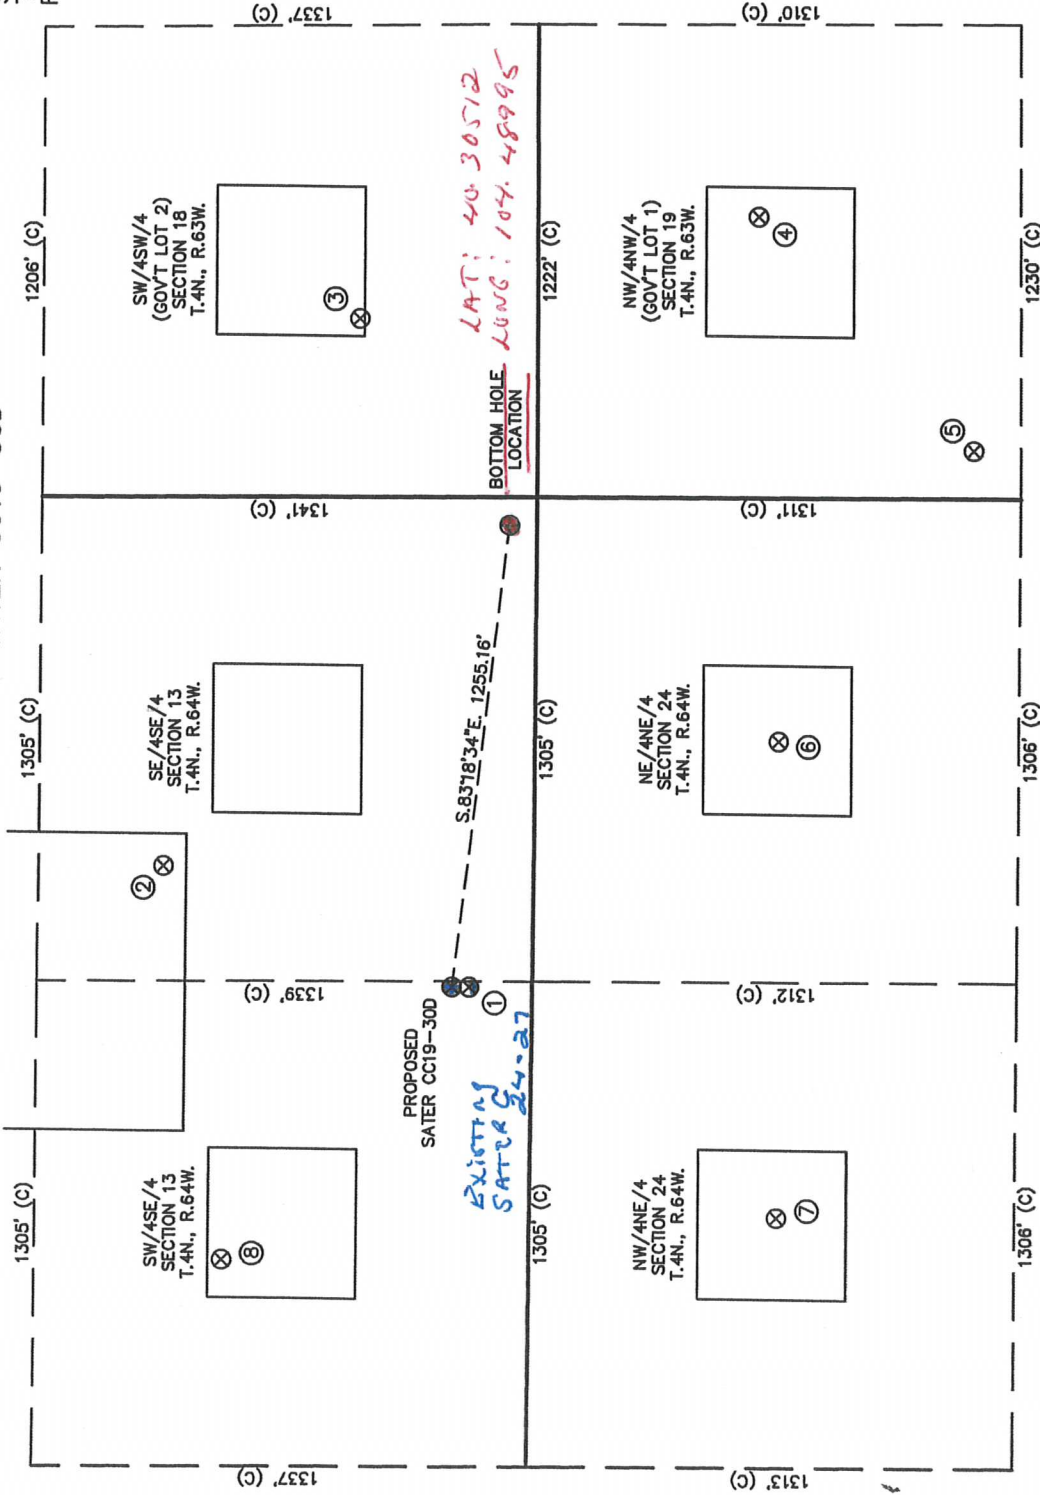 1305' (C)
1305' (C)
1206' (C)
SW/4SE/4
SECTION 13
T.4N., R.64W.
⑧
②
SE/4SE/4
SECTION 13
T.4N., R.64W.
SW/4SW/4
(GOV'T LOT 2)
SECTION 18
T.4N., R.63W.
③
1337' (C)
1339' (C)
1341' (C)
1337' (C)
PROPOSED
SATER CC19-30D
①
EXISTING
SATER C
24-27
S.83°18'34"E. 1255.16'
BOTTOM HOLE
LOCATION
LAT: 40.30512
LONG: 104.48995
1305' (C)
1305' (C)
1222' (C)
NW/4NE/4
SECTION 24
T.4N., R.64W.
⑦
NE/4NE/4
SECTION 24
T.4N., R.64W.
⑥
NW/4NW/4
(GOV'T LOT 1)
SECTION 19
T.4N., R.63W.
④
⑤
1313' (C)
1312' (C)
1311' (C)
1310' (C)
1306' (C)
1306' (C)
1230' (C)